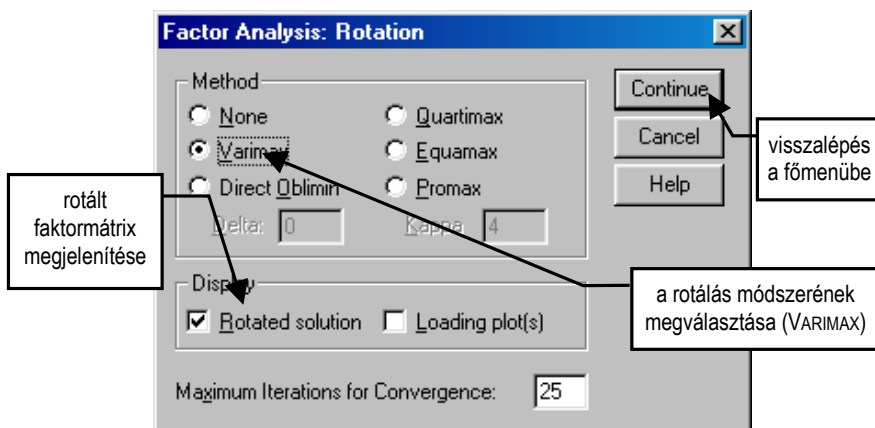 Factor Analysis: Rotation
Method
None
Quartimax
Varimax
Equamax
Direct Oblimin
Promax
Delta: 0
Kappa 4
Display
Rotated solution
Loading plot(s)
Maximum Iterations for Convergence: 25
Continue
Cancel
Help
visszalépés
a főmenübe
rotált
faktormátrix
megjelenítése
a rotálás módszerének
megválasztása (VARIMAX)